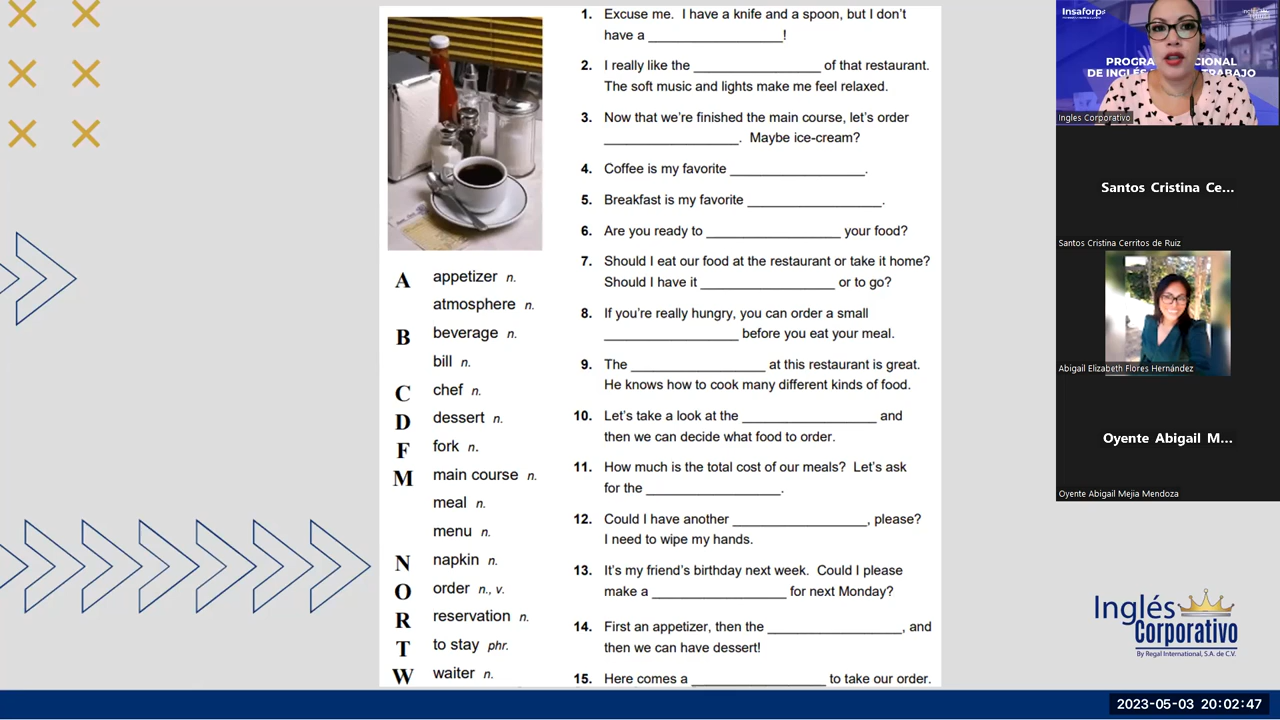 1. Excuse me. I have a knife and a spoon, but I don't
have a _________________!
2. I really like the ________________ of that restaurant.
The soft music and lights make me feel relaxed.
3. Now that we're finished the main course, let's order
_________________. Maybe ice-cream?
4. Coffee is my favorite _________________.
5. Breakfast is my favorite _________________.
6. Are you ready to _________________ your food?
7. Should I eat our food at the restaurant or take it home?
Should I have it _________________ or to go?
8. If you're really hungry, you can order a small
_________________ before you eat your meal.
9. The _________________ at this restaurant is great.
He knows how to cook many different kinds of food.
10. Let's take a look at the _________________ and
then we can decide what food to order.
11. How much is the total cost of our meals? Let's ask
for the _________________.
12. Could I have another _________________, please?
I need to wipe my hands.
13. It's my friend's birthday next week. Could I please
make a _________________ for next Monday?
14. First an appetizer, then the _________________, and
then we can have dessert!
15. Here comes a _________________ to take our order.
A appetizer n.
atmosphere n.
B beverage n.
bill n.
C chef n.
D dessert n.
F fork n.
M main course n.
meal n.
menu n.
N napkin n.
O order n., v.
R reservation n.
T to stay phr.
W waiter n.
Insaforp
Ingles Corporativo
Santos Cristina Ce...
Santos Cristina Cerritos de Ruiz
Abigail Elizabeth Flores Hernández
Oyente Abigail M...
Oyente Abigail Mejia Mendoza
Inglés
Corporativo
By Regal International, S.A. de C.V.
2023-05-03 20:02:47